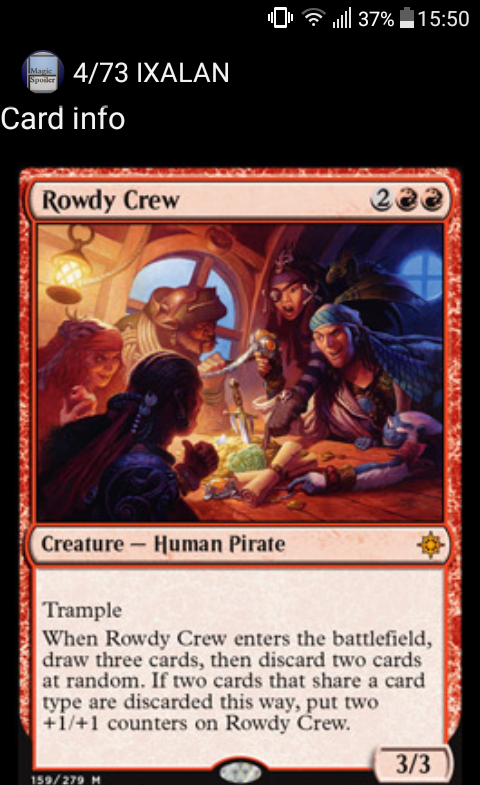 37% 15:50
Magic
Spoiler
4/73 IXALAN
Card info
Rowdy Crew 2
Creature — Human Pirate
Trample
When Rowdy Crew enters the battlefield,
draw three cards, then discard two cards
at random. If two cards that share a card
type are discarded this way, put two
+1/+1 counters on Rowdy Crew.
3/3
159/279 M